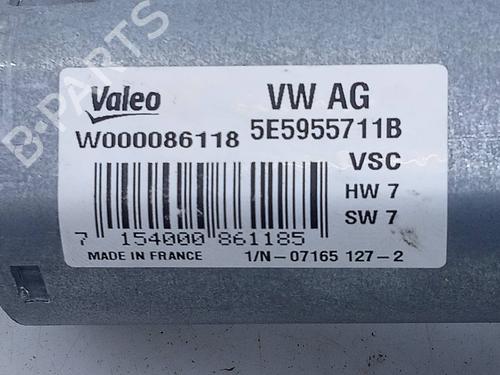 B-PARTS
Valeo VW AG
W000086118 5E5955711B
VSC
HW 7
SW 7
7 154000 861185
MADE IN FRANCE 1/N-07165 127-2